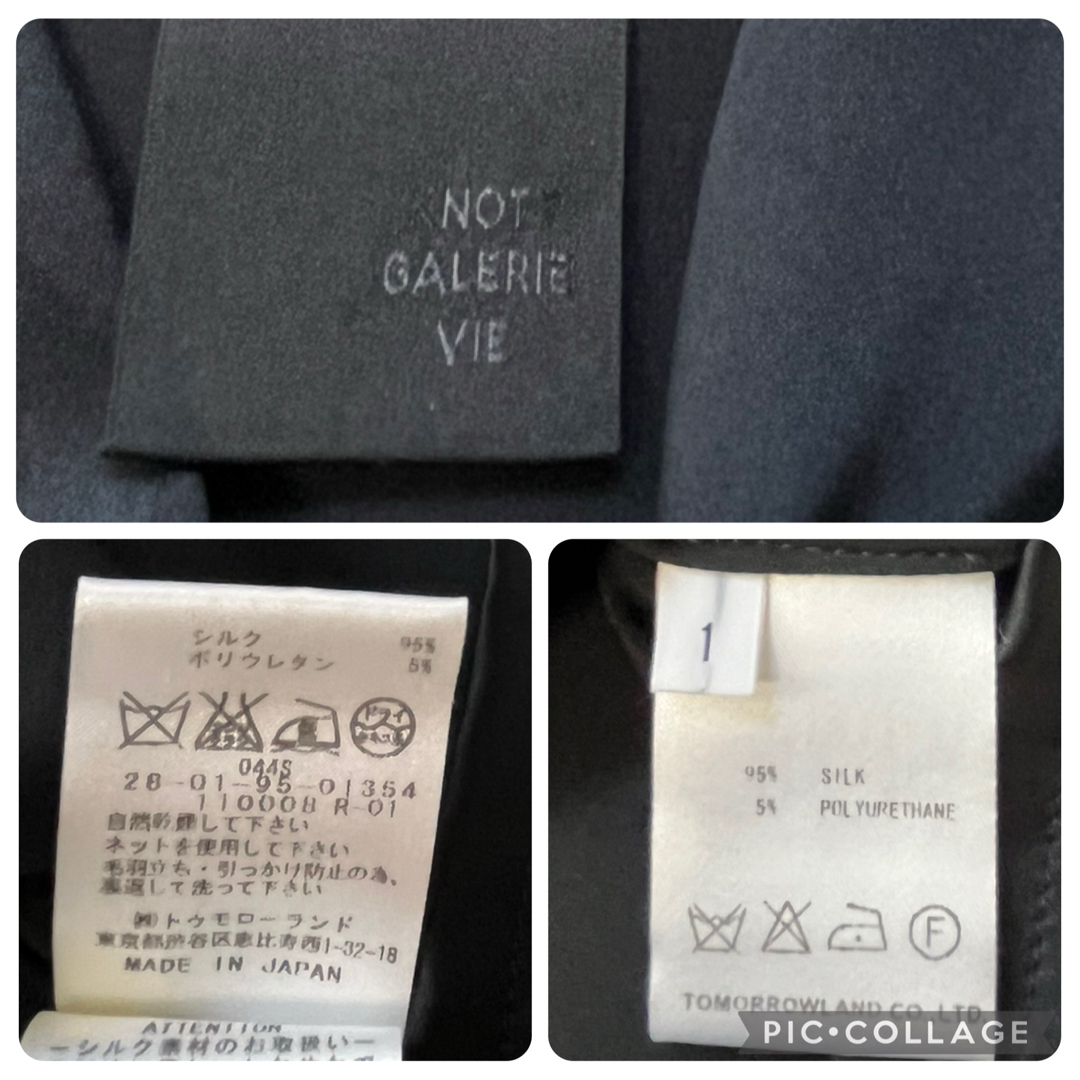 NOT
GALERIE
VIE
シルク 95%
ポリウレタン 5%
ドライ
044S
28-01-95-01354
110008 R-01
自然乾燥して下さい
ネットを使用して下さい
毛羽立ち・引っかけ防止の為、
裏返して洗って下さい
㈱トゥモローランド
東京都渋谷区恵比寿西1-32-18
MADE IN JAPAN
ATTENTION
ーシルク素材のお取扱いー
1
95% SILK
5% POLYURETHANE
F
TOMORROWLAND CO.,LTD
PIC•COLLAGE